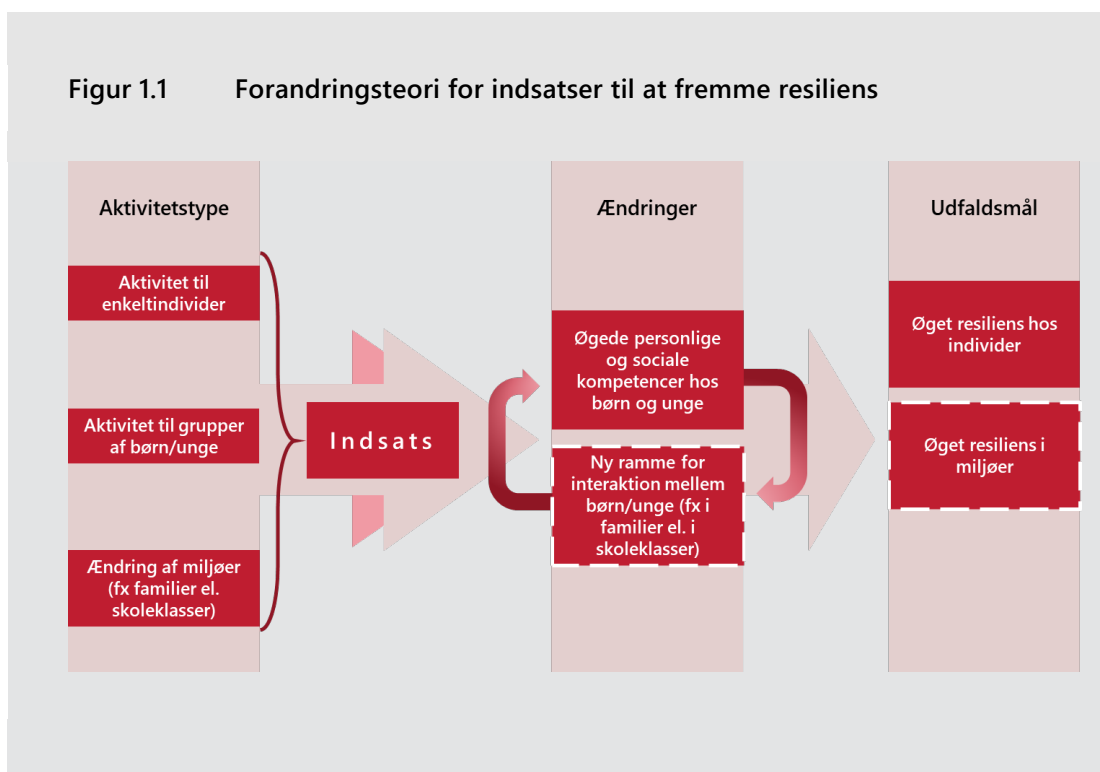 Figur 1.1 Forandringsteori for indsatser til at fremme resiliens
Aktivitetstype
Aktivitet til
enkeltindivider
Aktivitet til grupper
af børn/unge
Ændring af miljøer
(fx familier el.
skoleklasser)
Indsats
Ændringer
Øgede personlige
og sociale
kompetencer hos
børn og unge
Ny ramme for
interaktion mellem
børn/unge (fx i
familier el. i
skoleklasser)
Udfaldsmål
Øget resiliens hos
individer
Øget resiliens i
miljøer